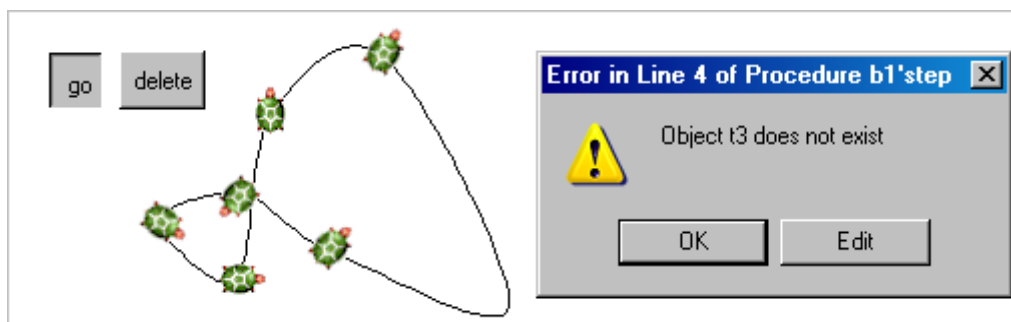 go
delete
Error in Line 4 of Procedure b1'step
Object t3 does not exist
OK
Edit